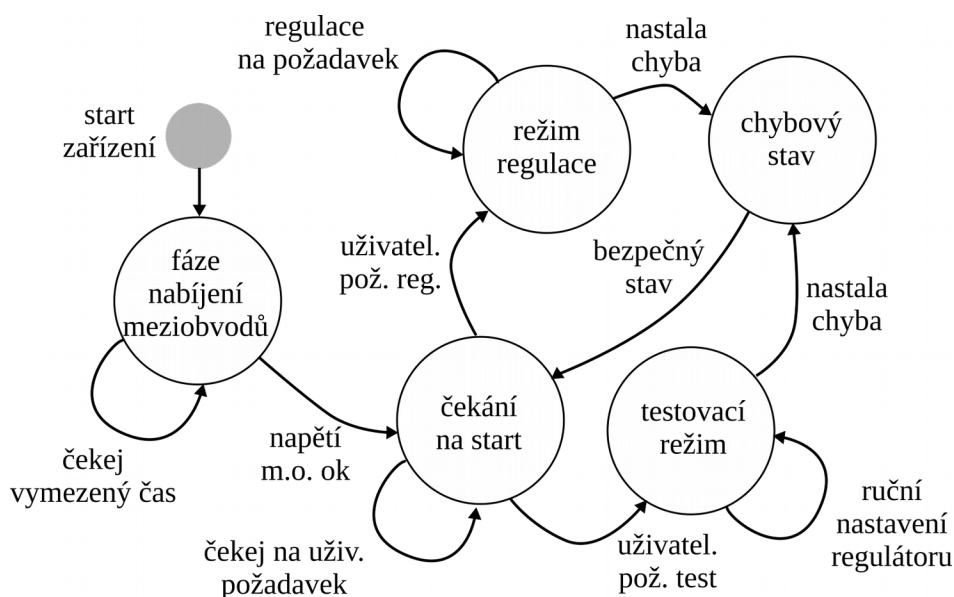 regulace
na požadavek
nastala
chyba
start
zařízení
režim
regulace
chybový
stav
uživatel.
pož. reg.
bezpečný
stav
fáze
nabíjení
meziobvodů
nastala
chyba
čekání
na start
testovací
režim
napětí
m.o. ok
čekej
vymezený čas
čekej na uživ.
požadavek
uživatel.
pož. test
ruční
nastavení
regulátoru